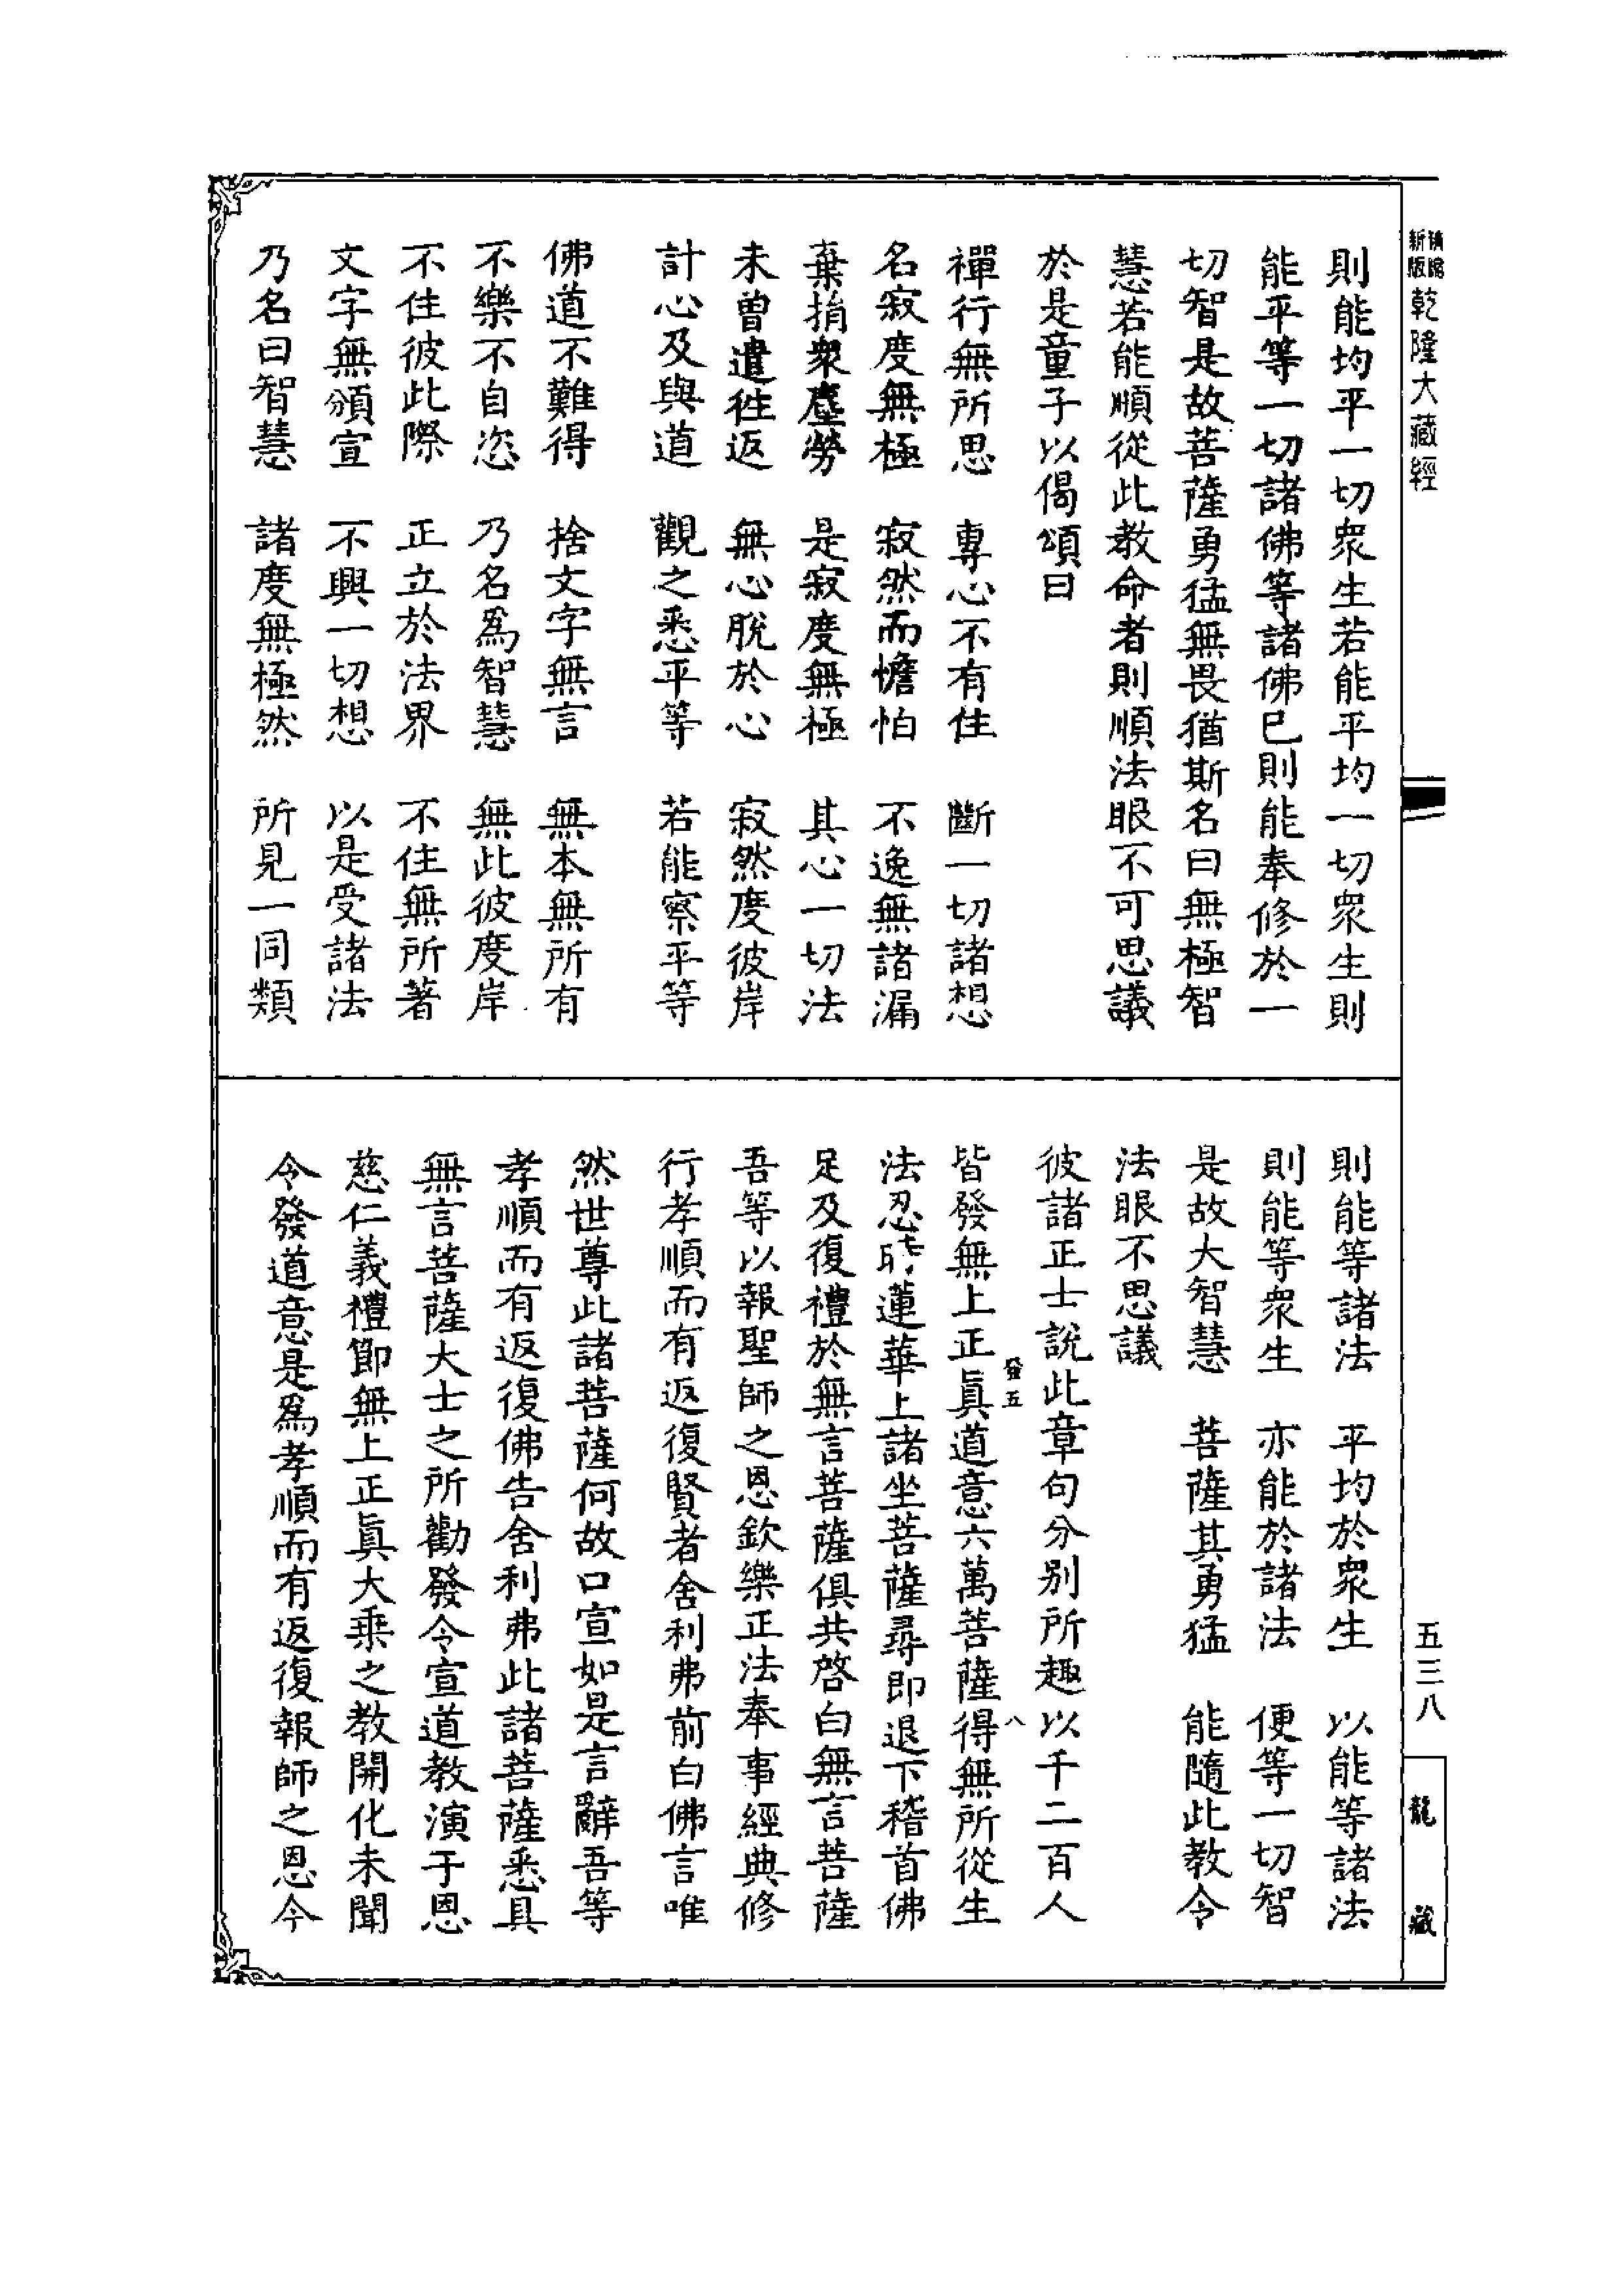 新版
乾隆大藏經
則能均平一切衆生若能平均一切衆生則
能平等一切諸佛等諸佛已則能奉修於一
切智是故菩薩勇猛無畏猶斯名曰無極智
慧若能順從此教命者則順法眼不可思議
於是童子以偈頌曰
禪行無所思 專心不有住 斷一切諸想
名寂度無極 寂然而憺怕 不逸無諸漏
棄捐衆塵勞 是寂度無極 其心一切法
未曾遣往返 無心脫於心 寂然度彼岸
計心及與道 觀之悉平等 若能察平等
佛道不難得 捨文字無言 無本無所有
不樂不自恣 乃名爲智慧 無此彼度岸
不住彼此際 正立於法界 不住無所著
文字無頒宣 不興一切想 以是受諸法
乃名曰智慧 諸度無極然 所見一同類
則能等諸法 平均於衆生 以能等諸法
則能等衆生 亦能於諸法 便等一切智
是故大智慧 菩薩其勇猛 能隨此教令
法眼不思議
彼諸正士說此章句分別所趣以千二百人
發五 八
皆發無上正眞道意六萬菩薩得無所從生
法忍時蓮華上諸坐菩薩尋即退下稽首佛
足及復禮於無言菩薩俱共啓白無言菩薩
吾等以報聖師之恩欽樂正法奉事經典修
行孝順而有返復賢者舍利弗前白佛言唯
然世尊此諸菩薩何故口宣如是言辭吾等
孝順而有返復佛告舍利弗此諸菩薩悉具
無言菩薩大士之所勸發令宣道教演于恩
慈仁義禮節無上正眞大乘之教開化未聞
令發道意是爲孝順而有返復報師之恩今
五三八
龍藏